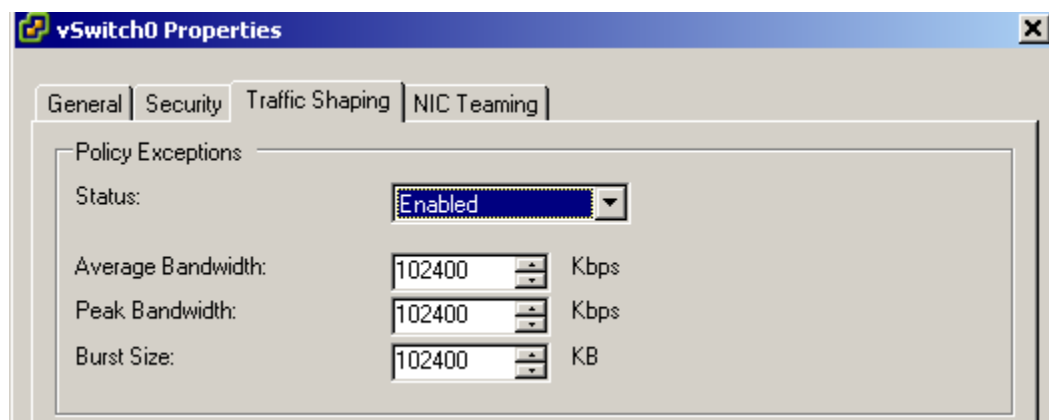 vSwitch0 Properties
General Security Traffic Shaping NIC Teaming
Policy Exceptions
Status: Enabled
Average Bandwidth: 102400 Kbps
Peak Bandwidth: 102400 Kbps
Burst Size: 102400 KB